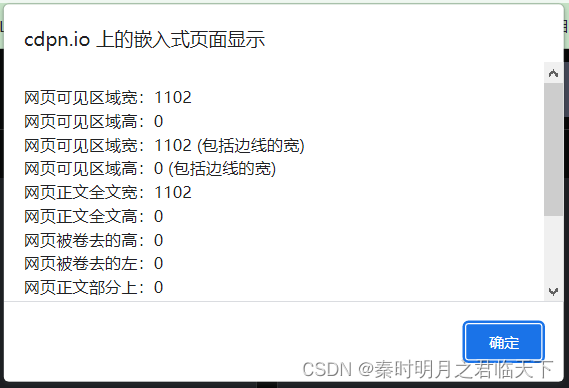 cdpn.io 上的嵌入式页面显示
网页可见区域宽：1102
网页可见区域高：0
网页可见区域宽：1102 (包括边线的宽)
网页可见区域高：0 (包括边线的宽)
网页正文全文宽：1102
网页正文全文高：0
网页被卷去的高：0
网页被卷去的左：0
网页正文部分上：0
确定
CSDN @秦时明月之君临天下